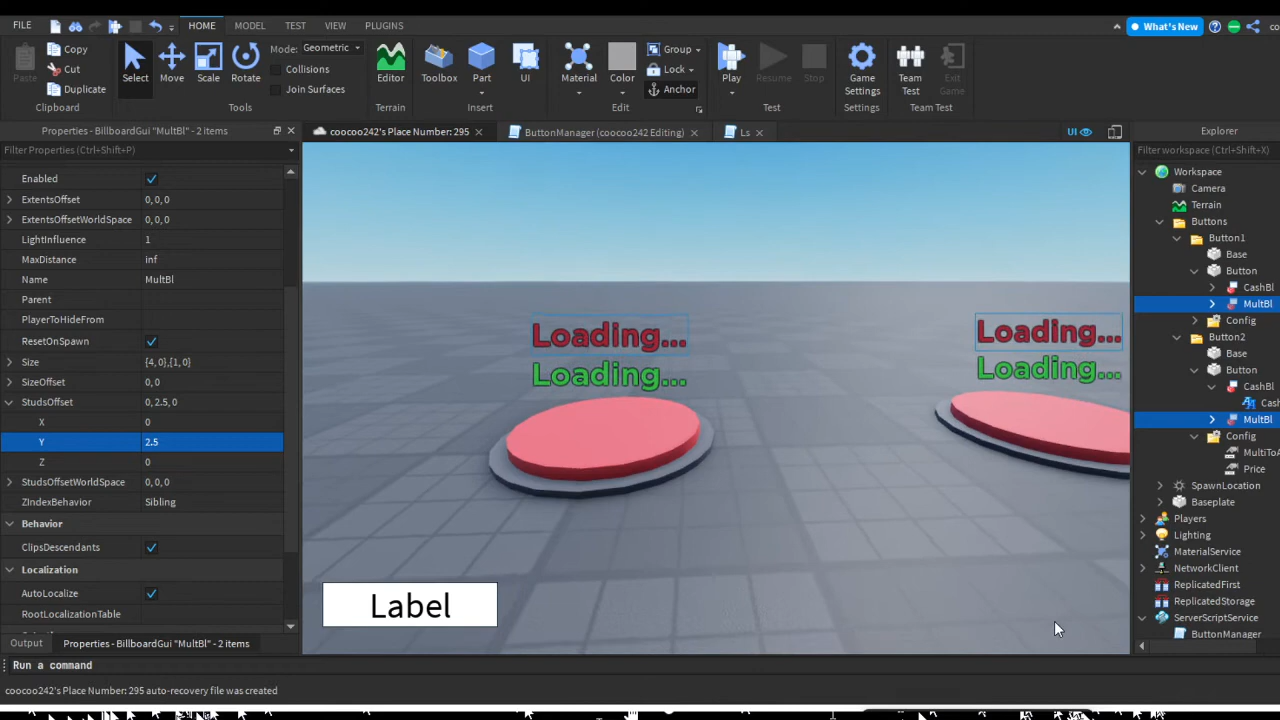 FILE HOME MODEL TEST VIEW PLUGINS What's New
Paste Copy Cut Duplicate Clipboard
Select Move Scale Rotate Mode: Geometric Collisions Join Surfaces Tools
Editor Terrain
Toolbox Part UI Insert
Material Color Group Lock Anchor Edit
Play Resume Stop Test
Game Settings Settings
Team Test Exit Game Team Test
Properties - BillboardGui "MultBl" - 2 items
coocoo242's Place Number: 295
ButtonManager (coocoo242 Editing)
Ls
UI
Explorer
Filter Properties (Ctrl+Shift+P)
Filter workspace (Ctrl+Shift+X)
Enabled
ExtentsOffset 0, 0, 0
ExtentsOffsetWorldSpace 0, 0, 0
LightInfluence 1
MaxDistance inf
Name MultBl
Parent
PlayerToHideFrom
ResetOnSpawn
Size {4, 0},{1, 0}
SizeOffset 0, 0
StudsOffset 0, 2.5, 0
X 0
Y 2.5
Z 0
StudsOffsetWorldSpace 0, 0, 0
ZIndexBehavior Sibling
Behavior
ClipsDescendants
Localization
AutoLocalize
RootLocalizationTable
Output
Properties - BillboardGui "MultBl" - 2 items
Loading...
Loading...
Loading...
Loading...
Label
Workspace
Camera
Terrain
Buttons
Button1
Base
Button
CashBl
MultBl
Config
Button2
Base
Button
CashBl
Cas
MultBl
Config
MultiToA
Price
SpawnLocation
Baseplate
Players
Lighting
MaterialService
NetworkClient
ReplicatedFirst
ReplicatedStorage
ServerScriptService
ButtonManager
Run a command
coocoo242's Place Number: 295 auto-recovery file was created